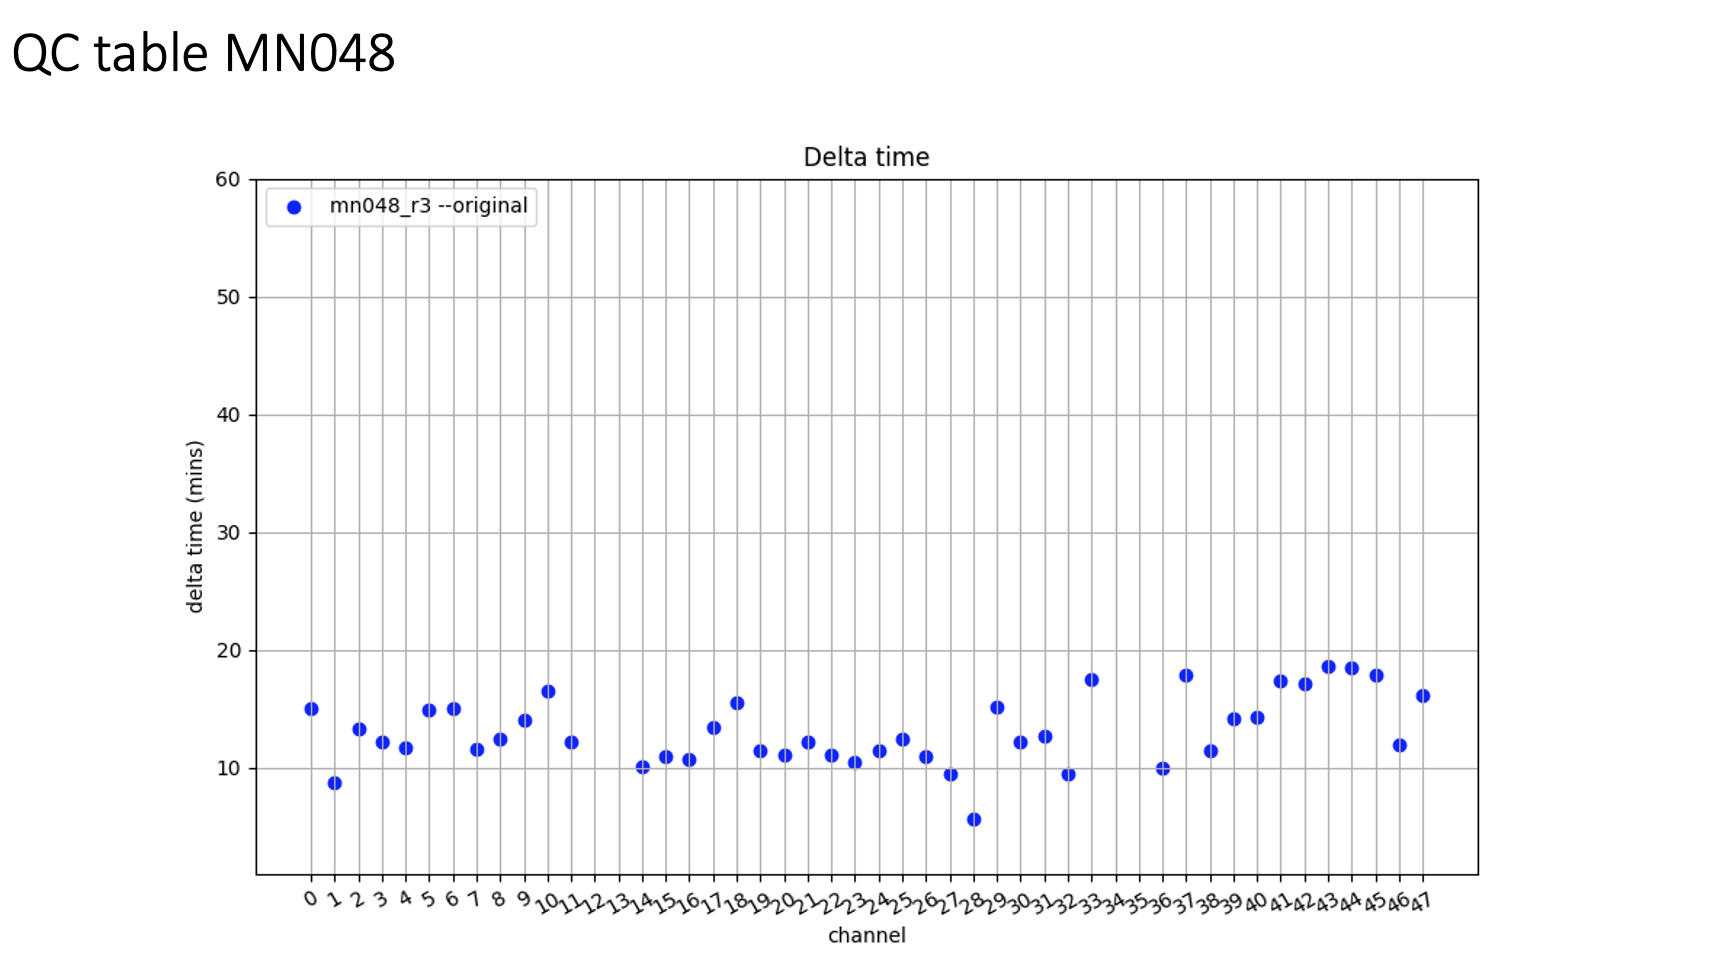 QC table MN048
Delta time
mn048_r3 --original
60
50
40
30
20
10
delta time (mins)
0 1 2 3 4 5 6 7 8 9 10 11 12 13 14 15 16 17 18 19 20 21 22 23 24 25 26 27 28 29 30 31 32 33 34 35 36 37 38 39 40 41 42 43 44 45 46 47
channel